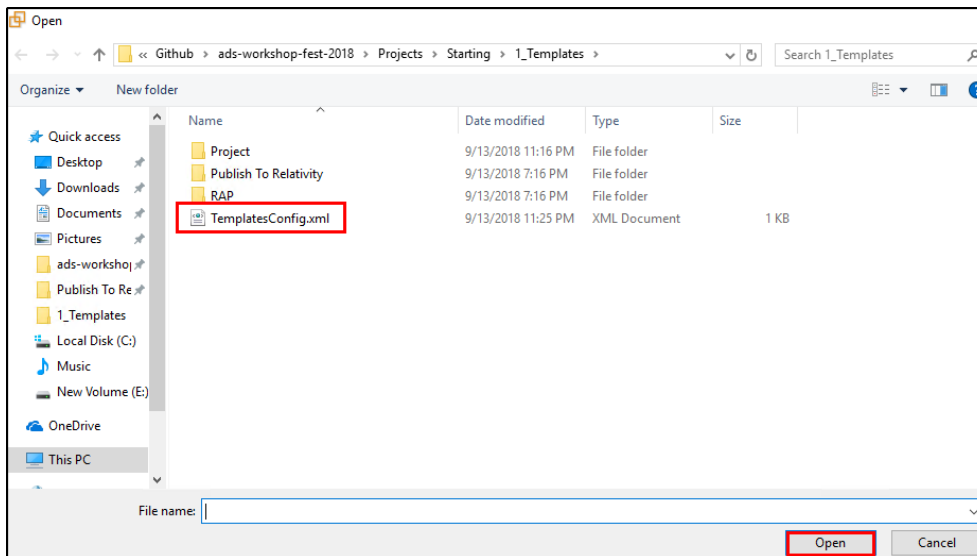 Open
« Github > ads-workshop-fest-2018 > Projects > Starting > 1_Templates > Search 1_Templates
Organize New folder
Name Date modified Type Size
Quick access
Desktop
Downloads
Documents
Pictures
ads-workshop
Publish To Re
1_Templates
Local Disk (C:)
Music
New Volume (E:)
OneDrive
This PC
Project 9/13/2018 11:16 PM File folder
Publish To Relativity 9/13/2018 7:16 PM File folder
RAP 9/13/2018 7:16 PM File folder
TemplatesConfig.xml 9/13/2018 11:25 PM XML Document 1 KB
File name:
Open Cancel